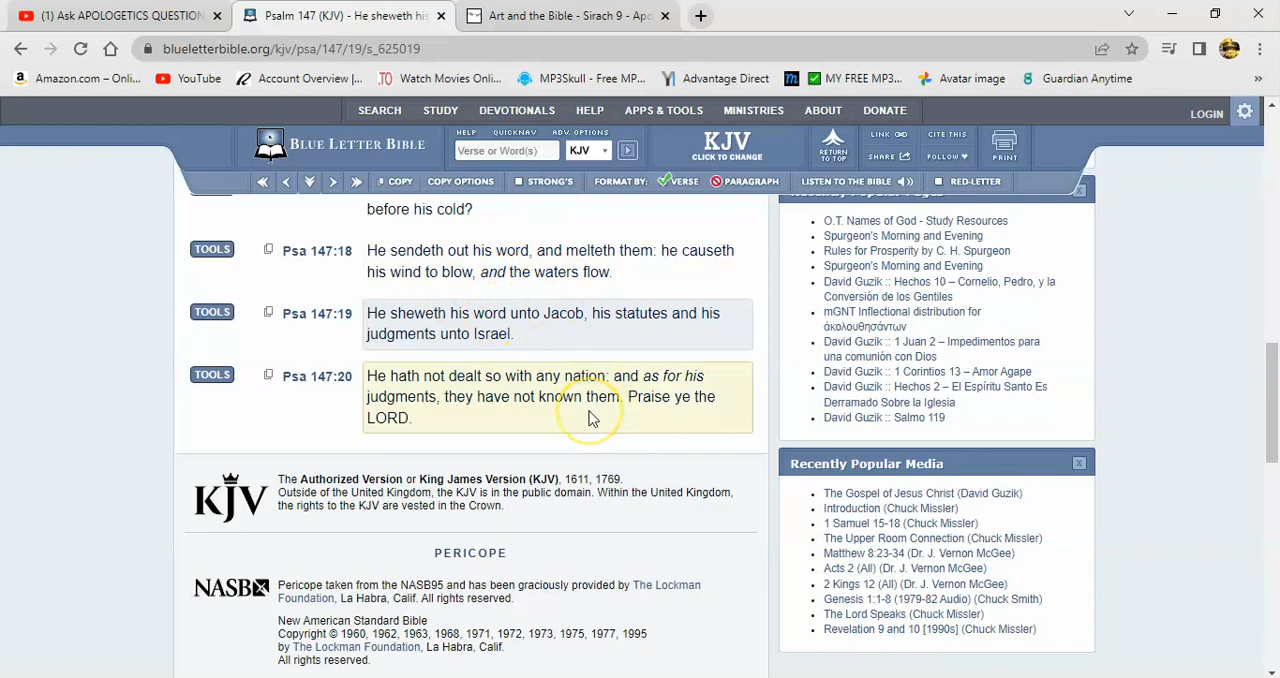 (1) Ask APOLOGETICS QUESTION
Psalm 147 (KJV) - He sheweth his
Art and the Bible - Sirach 9 - Apo
blueletterbible.org/kjv/psa/147/19/s_625019
Amazon.com – Onli...
YouTube
Account Overview |...
Watch Movies Onlin...
MP3Skull - Free MP...
Advantage Direct
MY FREE MP3...
Avatar image
Guardian Anytime
SEARCH STUDY DEVOTIONALS HELP APPS & TOOLS MINISTRIES ABOUT DONATE
LOGIN
BLUE LETTER BIBLE
HELP QUICKNAV ADV. OPTIONS
Verse or Word(s) KJV
KJV
CLICK TO CHANGE
RETURN
TO TOP
LINK
CITE THIS
SHARE
FOLLOW
PRINT
COPY COPY OPTIONS STRONG'S FORMAT BY: VERSE PARAGRAPH LISTEN TO THE BIBLE RED-LETTER
before his cold?
TOOLS Psa 147:18 He sendeth out his word, and melteth them: he causeth
his wind to blow, and the waters flow.
TOOLS Psa 147:19 He sheweth his word unto Jacob, his statutes and his
judgments unto Israel.
TOOLS Psa 147:20 He hath not dealt so with any nation: and as for his
judgments, they have not known them. Praise ye the
LORD.
KJV
The Authorized Version or King James Version (KJV), 1611, 1769.
Outside of the United Kingdom, the KJV is in the public domain. Within the United Kingdom,
the rights to the KJV are vested in the Crown.
PERICOPE
NASB
Pericope taken from the NASB95 and has been graciously provided by The Lockman
Foundation, La Habra, Calif. All rights reserved.
New American Standard Bible
Copyright © 1960, 1962, 1963, 1968, 1971, 1972, 1973, 1975, 1977, 1995
by The Lockman Foundation, La Habra, Calif.
All rights reserved.
O.T. Names of God - Study Resources
Spurgeon's Morning and Evening
Rules for Prosperity by C. H. Spurgeon
Spurgeon's Morning and Evening
David Guzik :: Hechos 10 – Cornelio, Pedro, y la
Conversión de los Gentiles
mGNT Inflectional distribution for
ἀκολουθησάντων
David Guzik :: 1 Juan 2 – Impedimentos para
una comunión con Dios
David Guzik :: 1 Corintios 13 – Amor Agape
David Guzik :: Hechos 2 – El Espíritu Santo Es
Derramado Sobre la Iglesia
David Guzik :: Salmo 119
Recently Popular Media
The Gospel of Jesus Christ (David Guzik)
Introduction (Chuck Missler)
1 Samuel 15-18 (Chuck Missler)
The Upper Room Connection (Chuck Missler)
Matthew 8:23-34 (Dr. J. Vernon McGee)
Acts 2 (All) (Dr. J. Vernon McGee)
2 Kings 12 (All) (Dr. J. Vernon McGee)
Genesis 1:1-8 (1979-82 Audio) (Chuck Smith)
The Lord Speaks (Chuck Missler)
Revelation 9 and 10 [1990s] (Chuck Missler)